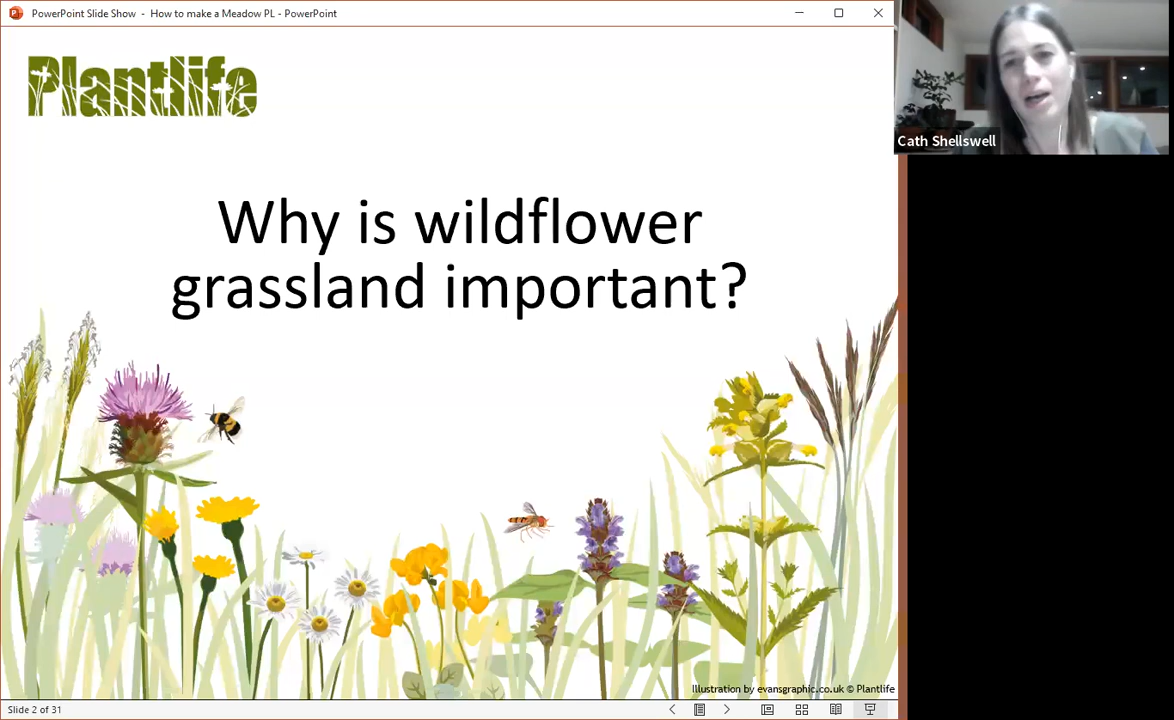 PowerPoint Slide Show - How to make a Meadow PL - PowerPoint
Plantlife
Cath Shellswell
Why is wildflower
grassland important?
Illustration by evansgraphic.co.uk © Plantlife
Slide 2 of 31